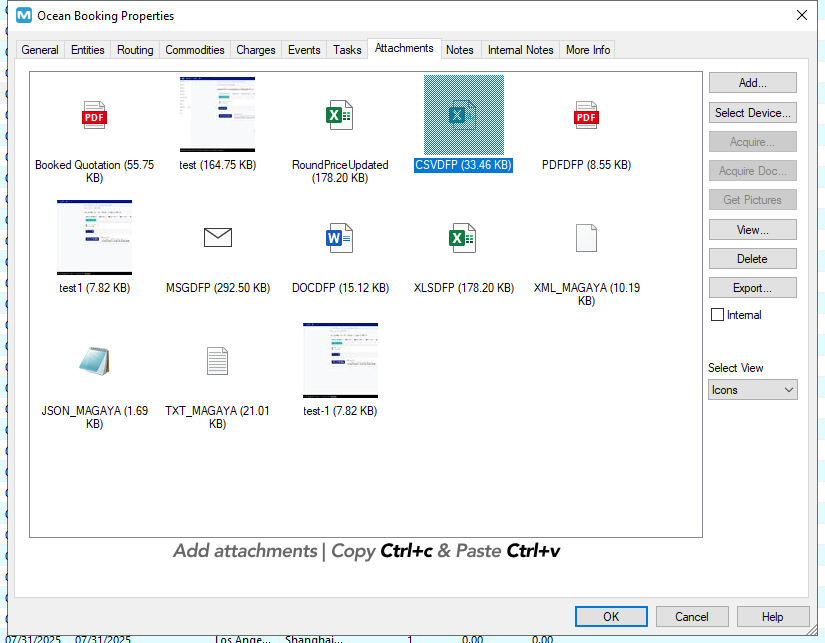 Ocean Booking Properties
General Entities Routing Commodities Charges Events Tasks Attachments Notes Internal Notes More Info
Booked Quotation (55.75 KB)
test (164.75 KB)
RoundPriceUpdated (178.20 KB)
CSVDFP (33.46 KB)
PDFDFP (8.55 KB)
test1 (7.82 KB)
MSGDFP (292.50 KB)
DOCDFP (15.12 KB)
XLSDFP (178.20 KB)
XML_MAGAYA (10.19 KB)
JSON_MAGAYA (1.69 KB)
TXT_MAGAYA (21.01 KB)
test-1 (7.82 KB)
Add...
Select Device...
Acquire...
Acquire Doc...
Get Pictures
View...
Delete
Export...
Internal
Select View
Icons
Add attachments | Copy Ctrl+c & Paste Ctrl+v
OK Cancel Help
07/31/2025 07/31/2025 Los Ange... Shanghai... 1 0.00 0.00